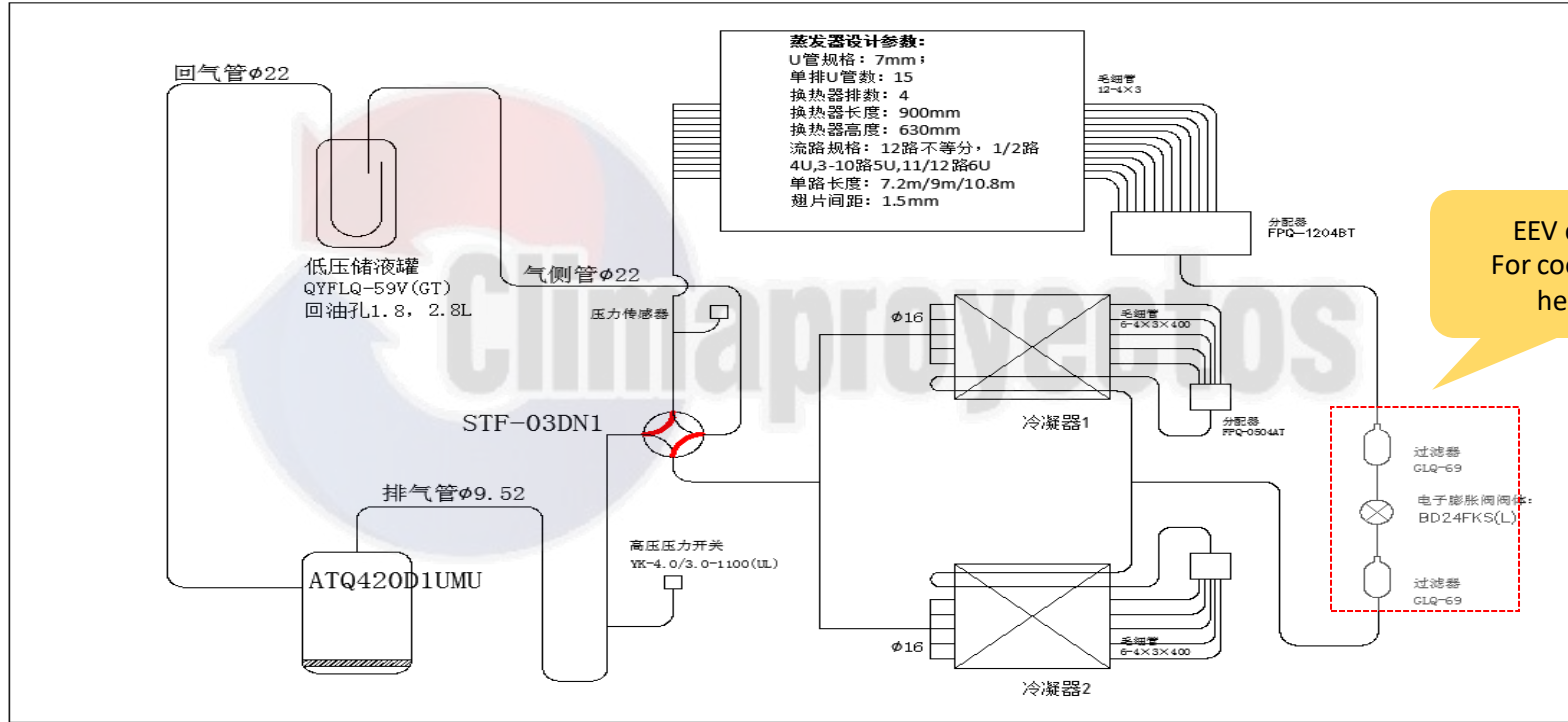 蒸发器设计参数:
U管规格: 7mm;
单排U管数: 15
换热器排数: 4
换热器长度: 900mm
换热器高度: 630mm
流路规格: 12路不等分, 1/2路
4U,3-10路5U,11/12路6U
单路长度: 7.2m/9m/10.8m
翅片间距: 1.5mm
回气管φ22
毛细管
12-4×3
分配器
FPQ-1204BT
低压储液罐
QYFLQ-59V(GT)
回油孔1.8, 2.8L
气侧管φ22
压力传感器
Climaproyectos
EEV
For
φ16
毛细管
6-4×3×400
分配器
FPQ-0504AT
冷凝器1
STF-03DN1
过滤器
GLQ-69
电子膨胀阀阀体:
BD24FKS(L)
过滤器
GLQ-69
排气管φ9.52
高压压力开关
YK-4.0/3.0-1100(UL)
ATQ420D1UMU
φ16
毛细管
6-4×3×400
冷凝器2